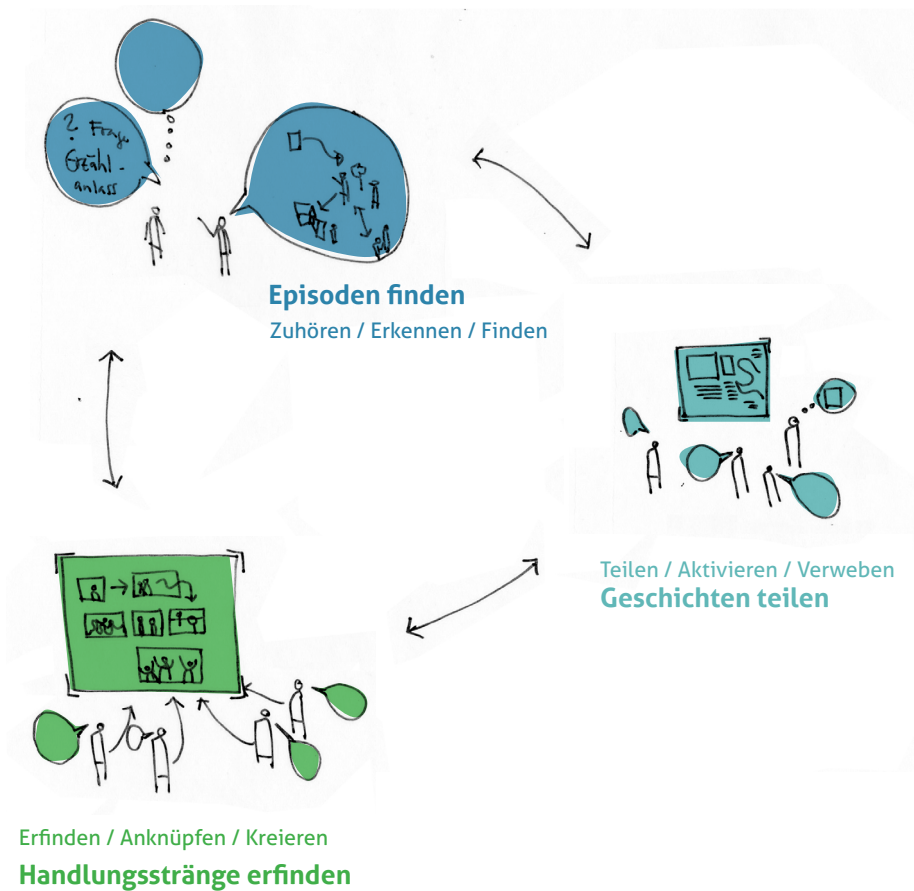 ? Frage
Erzähl-
anlass
Episoden finden
Zuhören / Erkennen / Finden
Teilen / Aktivieren / Verweben
Geschichten teilen
Erfinden / Anknüpfen / Kreieren
Handlungsstränge erfinden